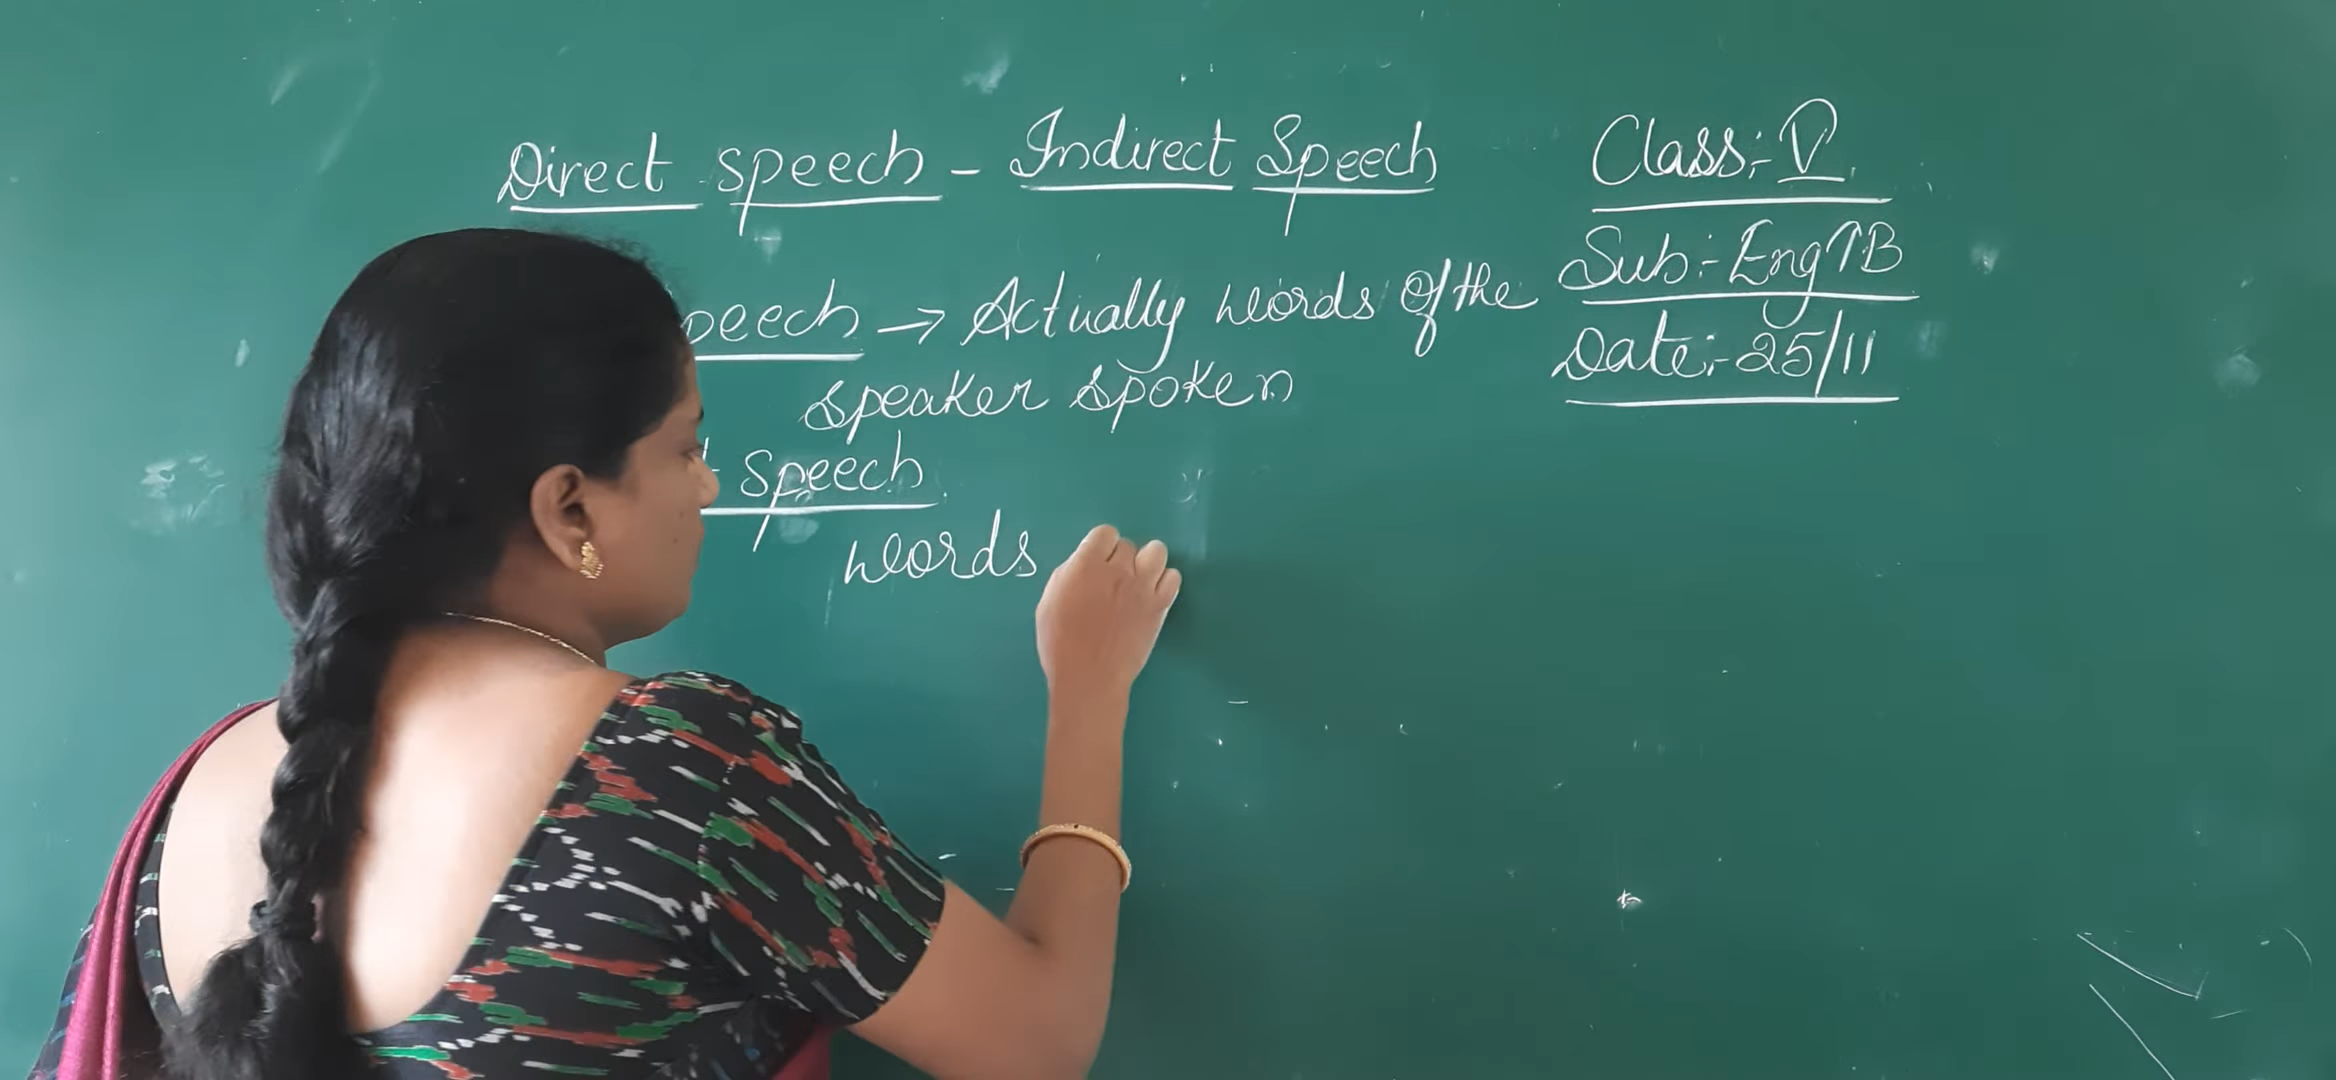 Direct speech - Indirect Speech
peech → Actually words of the
speaker spoken
t Speech
words
Class:- V
Sub:- Eng TB
Date:- 25/11